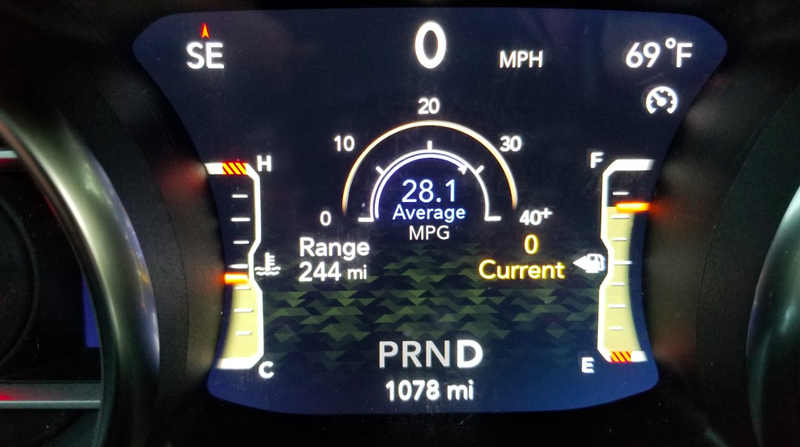 SE
0 MPH
69°F
20
10 30
H F
28.1
Average
MPG
0 40+
Range
244 mi
0
Current
PRND
C E
1078 mi